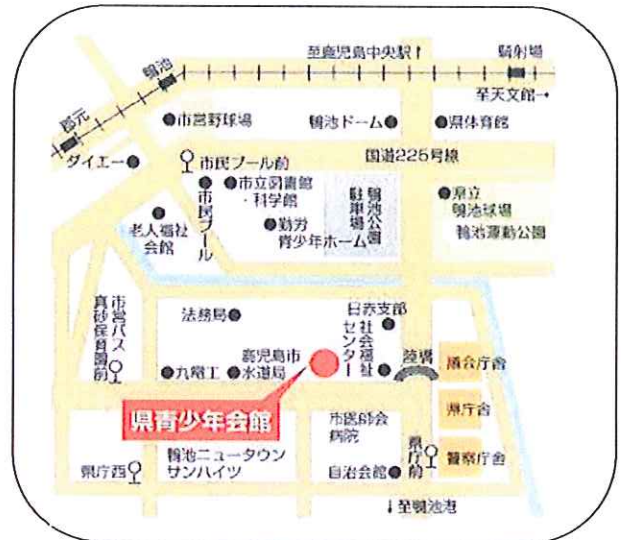 至鹿児島中央駅↑
騎射場
鴨池
至天文館→
郡元
市営野球場
鴨池ドーム
県体育館
ダイエー
市民プール前
国道225号線
市民プール
市立図書館
・科学館
鴨池公園
駐車場
県立
鴨池球場
鴨池運動公園
老人福祉
会館
勤労
青少年ホーム
市営バス
真砂保育園前
法務局
日赤支部
社会福祉
センター
陸橋
議会庁舎
九電工
鹿児島市
水道局
県青少年会館
県庁舎
市医師会
病院
県庁前
警察庁舎
県庁西
鴨池ニュータウン
サンハイツ
自治会館
↓至鴨池港